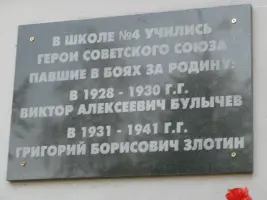 В ШКОЛЕ №4 УЧИЛИСЬ
ГЕРОИ СОВЕТСКОГО СОЮЗА
ПАВШИЕ В БОЯХ ЗА РОДИНУ:
В 1928 - 1930 Г.Г.
ВИКТОР АЛЕКСЕЕВИЧ БУЛЫЧЕВ
В 1931 - 1941 Г.Г.
ГРИГОРИЙ БОРИСОВИЧ ЗЛОТИН